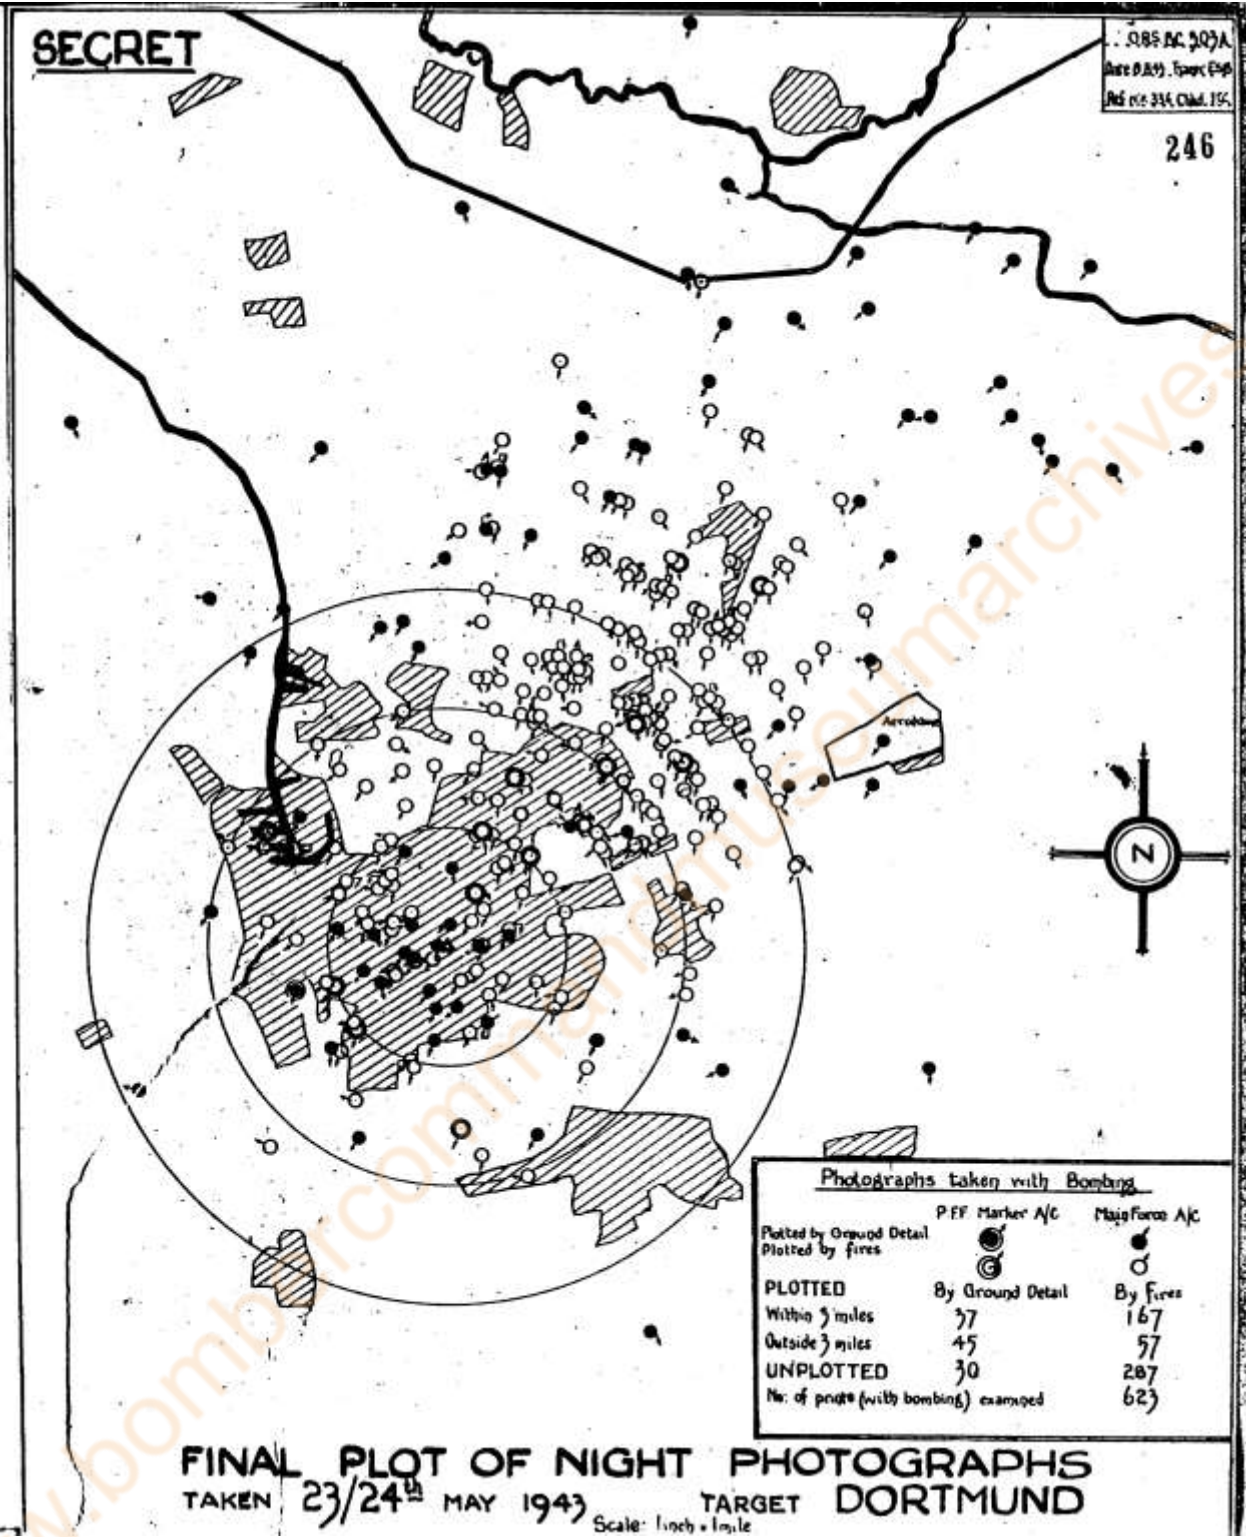 SECRET
246
Aerodrome
N
Photographs taken with Bombing
P.F.F. Marker A/C Main Force A/C
Plotted by Ground Detail
Plotted by fires
PLOTTED By Ground Detail By Fires
Within 3 miles 37 167
Outside 3 miles 45 57
UNPLOTTED 30 287
No: of prints (with bombing) examined 623
FINAL PLOT OF NIGHT PHOTOGRAPHS
TAKEN 23/24th MAY 1943 TARGET DORTMUND
Scale: 1 inch = 1 mile
w.bombercommandmuseumarchives